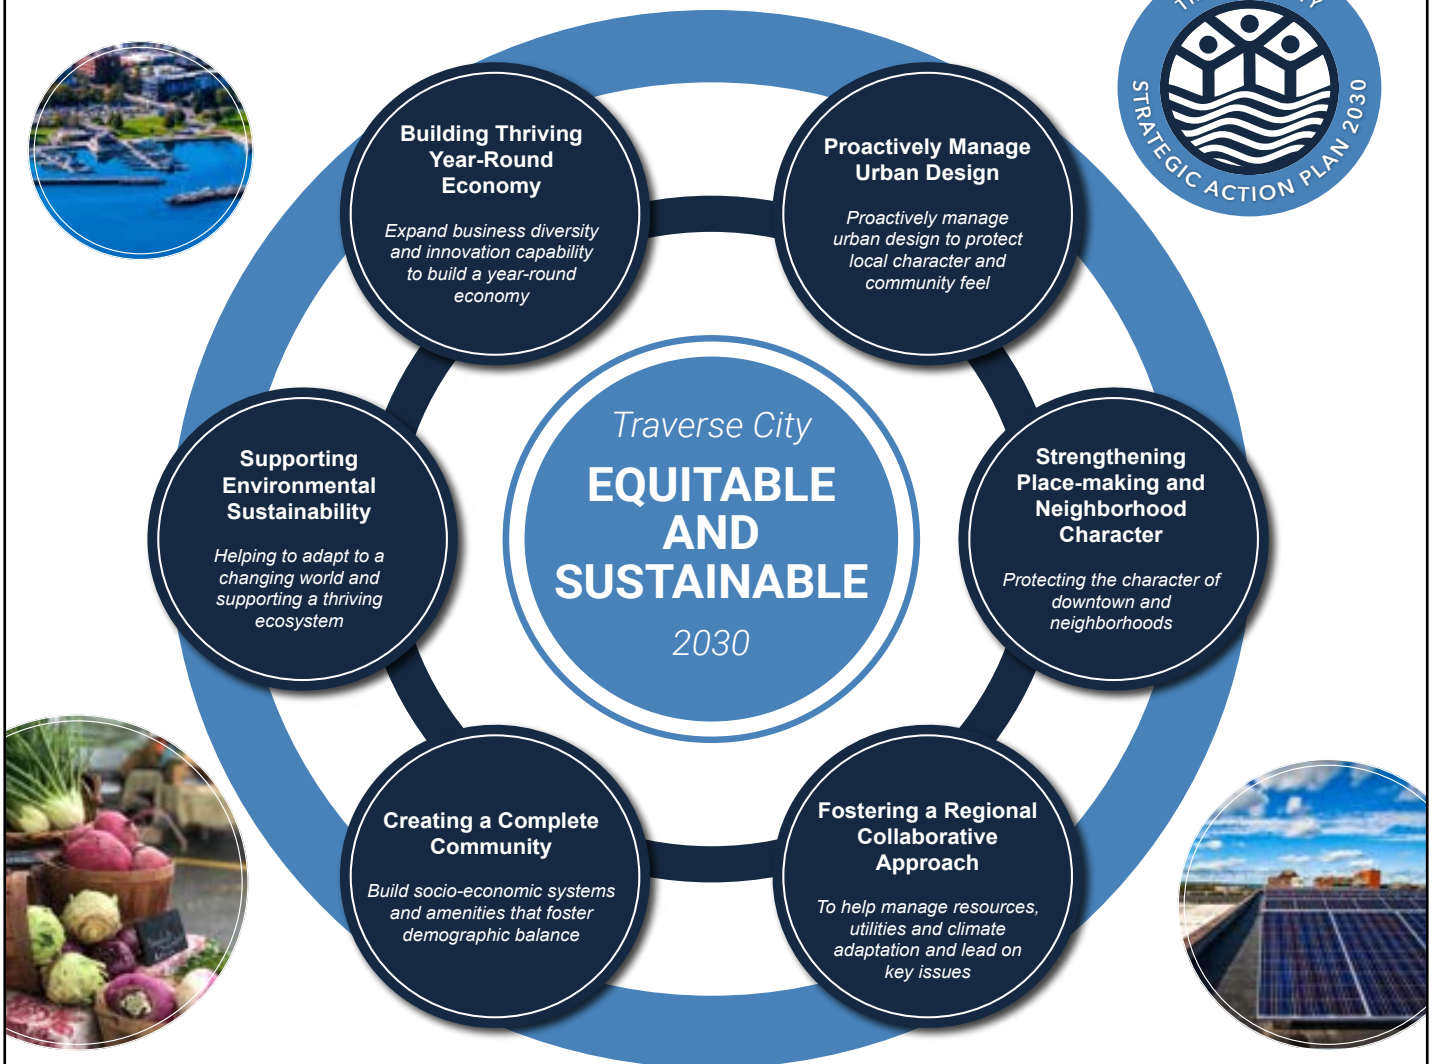 Building Thriving
Year-Round
Economy
Expand business diversity
and innovation capability
to build a year-round
economy
Proactively Manage
Urban Design
Proactively manage
urban design to protect
local character and
community feel
STRATEGIC ACTION PLAN 2030
Traverse City
EQUITABLE
AND
SUSTAINABLE
2030
Supporting
Environmental
Sustainability
Helping to adapt to a
changing world and
supporting a thriving
ecosystem
Strengthening
Place-making and
Neighborhood
Character
Protecting the character of
downtown and
neighborhoods
Creating a Complete
Community
Build socio-economic systems
and amenities that foster
demographic balance
Fostering a Regional
Collaborative
Approach
To help manage resources,
utilities and climate
adaptation and lead on
key issues